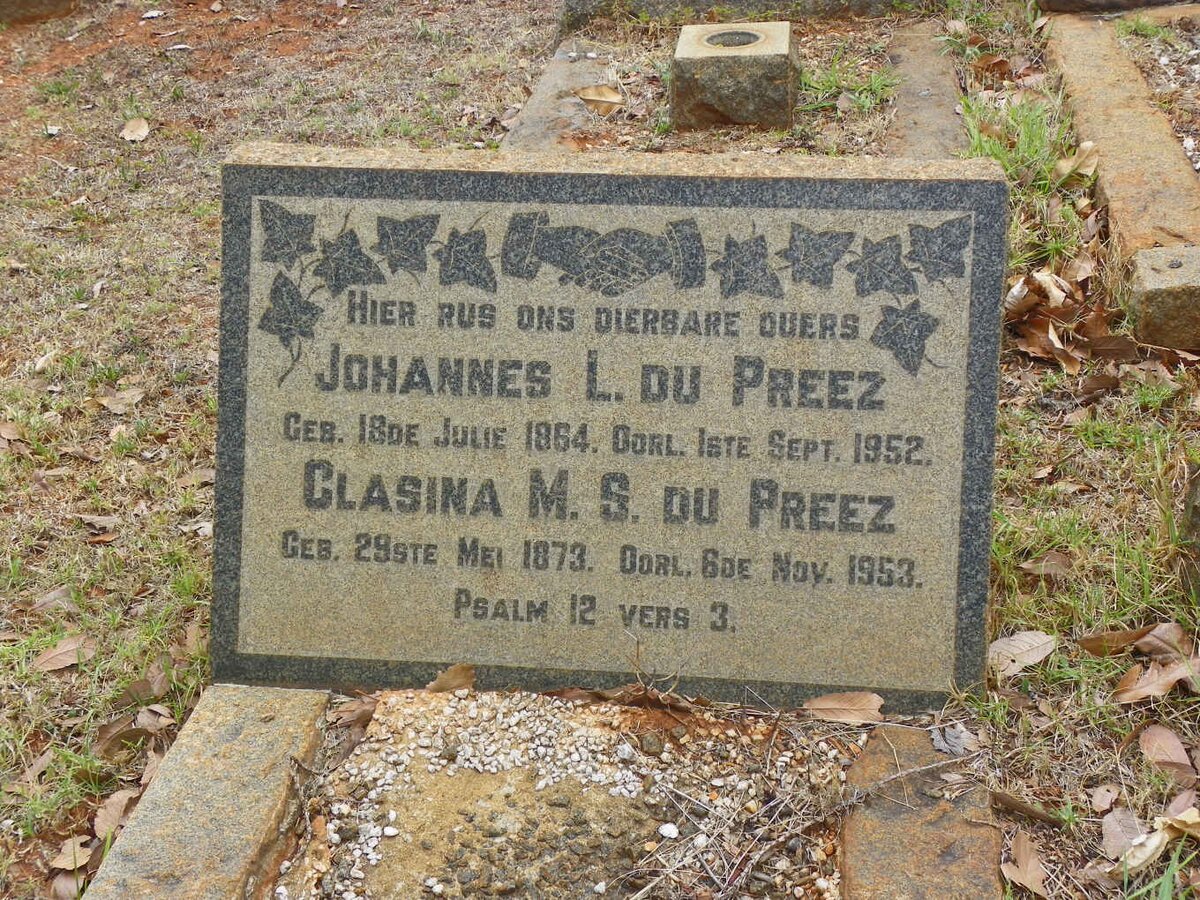 Hier rus ons dierbare ouers
Johannes L. du Preez
Geb. 18de Julie 1864. Oorl. 1ste Sept. 1952.
Clasina M. S. du Preez
Geb. 29ste Mei 1873. Oorl. 6de Nov. 1953.
Psalm 12 vers 3.